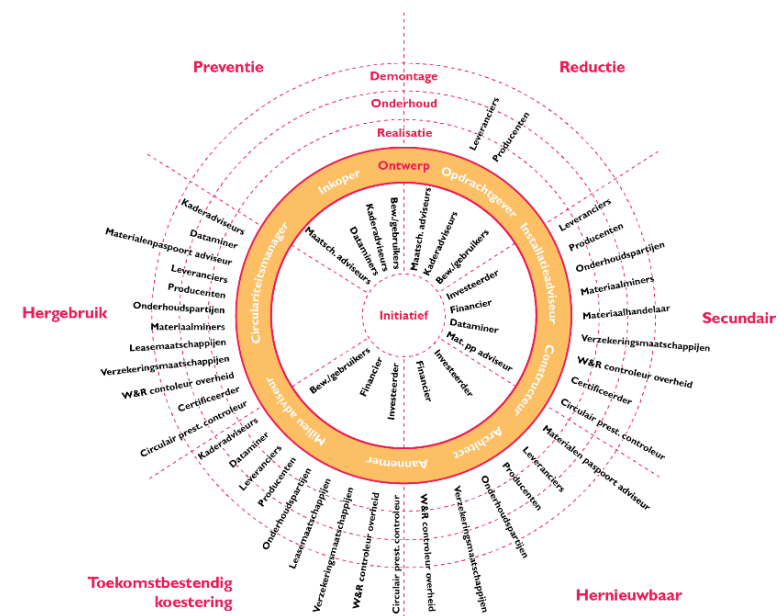 Preventie
Reductie
Demontage
Onderhoud
Realisatie
Ontwerp
Leveranciers
Producenten
Inkoper
Opdrachtgever
Installatieadviseur
Constructeur
Architect
Aannemer
Milieu adviseur
Circulariteitsmanager
Maatsch. adviseurs
Dataminers
Kaderadviseurs
Bew./gebruikers
Maatsch. adviseurs
Kaderadviseurs
Bew./gebruikers
Investeerder
Financier
Dataminer
Mat. pp adviseur
Investeerder
Financier
Investeerder
Financier
Bew./gebruikers
Initiatief
Hergebruik
Kaderadviseurs
Dataminer
Materialenpaspoort adviseur
Leveranciers
Producenten
Onderhoudspartijen
Materiaalminers
Leasemaatschappijen
Verzekeringsmaatschappijen
W&R contoleur overheid
Certificeerder
Circulair prest. controleur
Secundair
Leveranciers
Producenten
Onderhoudspartijen
Materiaalminers
Materiaalhandelaar
Verzekeringsmaatschappijen
W&R controleur overheid
Certificeerder
Circulair prest. controleur
Toekomstbestendig
koestering
Kaderadviseurs
Dataminer
Leveranciers
Producenten
Onderhoudspartijen
Leasemaatschappijen
Verzekeringsmaatschappijen
W&R controleur overheid
Circulair prest. controleur
W&R controleur overheid
Verzekeringsmaatschappijen
Onderhoudspartijen
Producenten
Leveranciers
Materialen paspoort adviseur
Hernieuwbaar